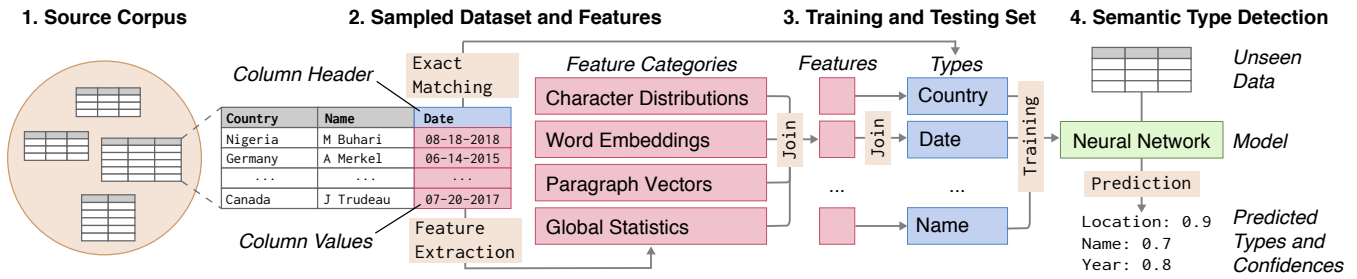 1. Source Corpus
2. Sampled Dataset and Features
3. Training and Testing Set
4. Semantic Type Detection
Column Header
Exact
Matching
Country Name Date
Nigeria M Buhari 08-18-2018
Germany A Merkel 06-14-2015
... ... ...
Canada J Trudeau 07-20-2017
Column Values
Feature
Extraction
Feature Categories
Character Distributions
Word Embeddings
Paragraph Vectors
Global Statistics
Join
Features
Join
...
Types
Country
Date
...
Name
Training
Unseen
Data
Neural Network
Model
Prediction
Location: 0.9
Name: 0.7
Year: 0.8
Predicted
Types and
Confidences